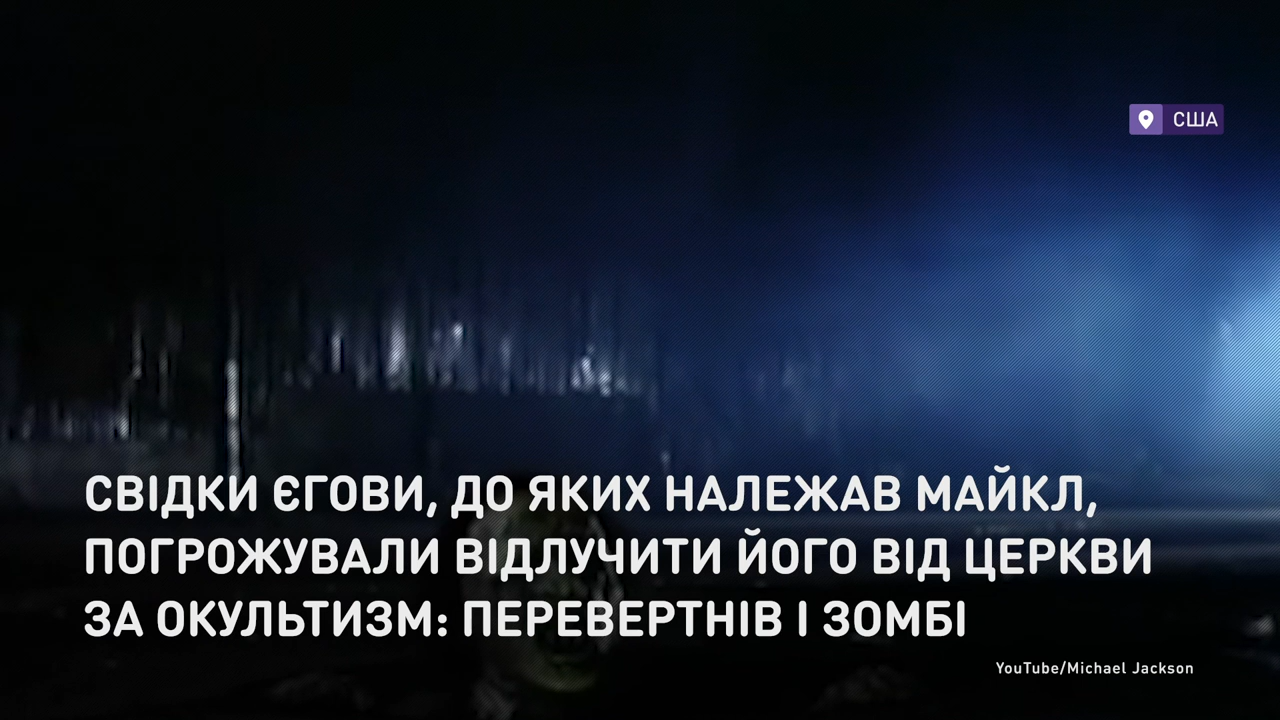 США
СВІДКИ ЄГОВИ, ДО ЯКИХ НАЛЕЖАВ МАЙКЛ,
ПОГРОЖУВАЛИ ВІДЛУЧИТИ ЙОГО ВІД ЦЕРКВИ
ЗА ОКУЛЬТИЗМ: ПЕРЕВЕРТНІВ І ЗОМБІ
YouTube/Michael Jackson